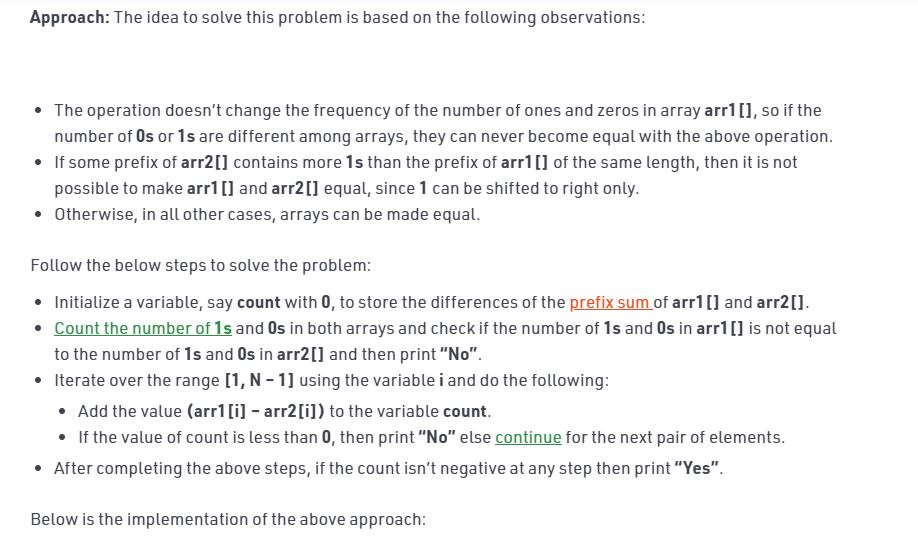 Approach: The idea to solve this problem is based on the following observations:
• The operation doesn't change the frequency of the number of ones and zeros in array arr1[], so if the
number of 0s or 1s are different among arrays, they can never become equal with the above operation.
• If some prefix of arr2[] contains more 1s than the prefix of arr1[] of the same length, then it is not
possible to make arr1[] and arr2[] equal, since 1 can be shifted to right only.
• Otherwise, in all other cases, arrays can be made equal.
Follow the below steps to solve the problem:
• Initialize a variable, say count with 0, to store the differences of the prefix sum of arr1[] and arr2[].
• Count the number of 1s and 0s in both arrays and check if the number of 1s and 0s in arr1[] is not equal
to the number of 1s and 0s in arr2[] and then print “No”.
• Iterate over the range [1, N – 1] using the variable i and do the following:
• Add the value (arr1[i] – arr2[i]) to the variable count.
• If the value of count is less than 0, then print “No” else continue for the next pair of elements.
• After completing the above steps, if the count isn't negative at any step then print “Yes”.
Below is the implementation of the above approach: